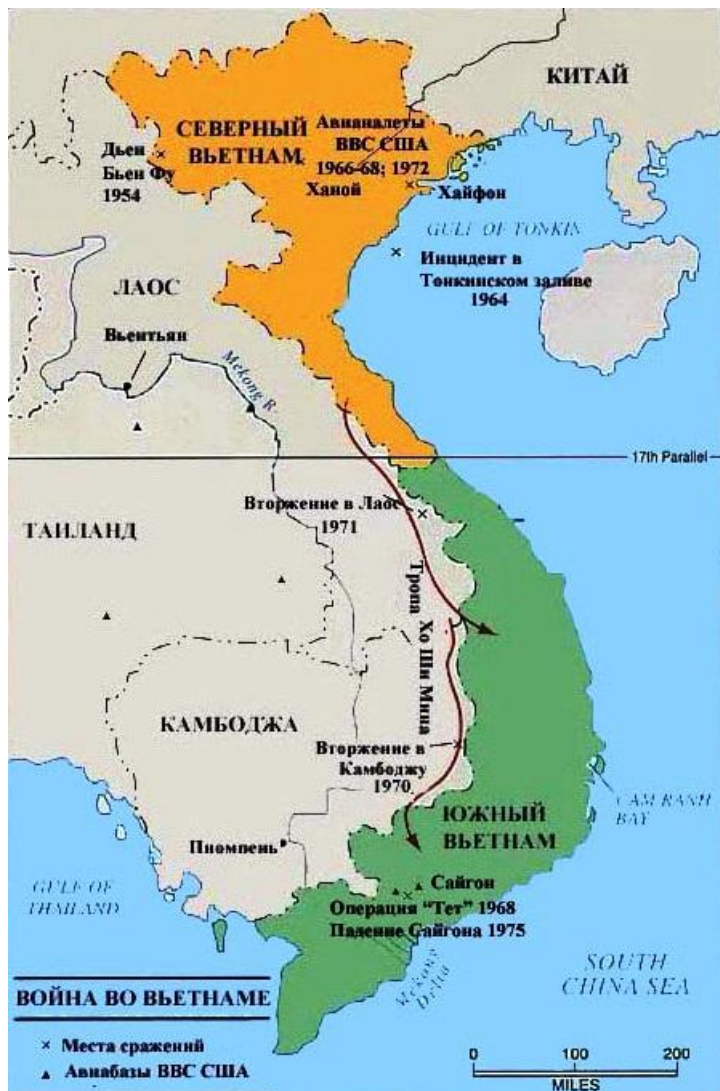 КИТАЙ
СЕВЕРНЫЙ
ВЬЕТНАМ
Авианалеты
ВВС США
1966-68; 1972
Ханой
Хайфон
Дьен
Бьен Фу
1954
GULF OF TONKIN
Инцидент в
Тонкинском заливе
1964
ЛАОС
Вьентьян
Mekong R
17th Parallel
Вторжение в Лаос
1971
ТАИЛАНД
Тропа Хо Ши Мина
КАМБОДЖА
Вторжение в
Камбоджу
1970
CAM RANH
BAY
ЮЖНЫЙ
ВЬЕТНАМ
Пномпень
GULF OF
THAILAND
Сайгон
Операция “Тет” 1968
Падение Сайгона 1975
Mekong
Delta
SOUTH
CHINA SEA
ВОЙНА ВО ВЬЕТНАМЕ
× Места сражений
▲ Авиабазы ВВС США
0 100 200
MILES